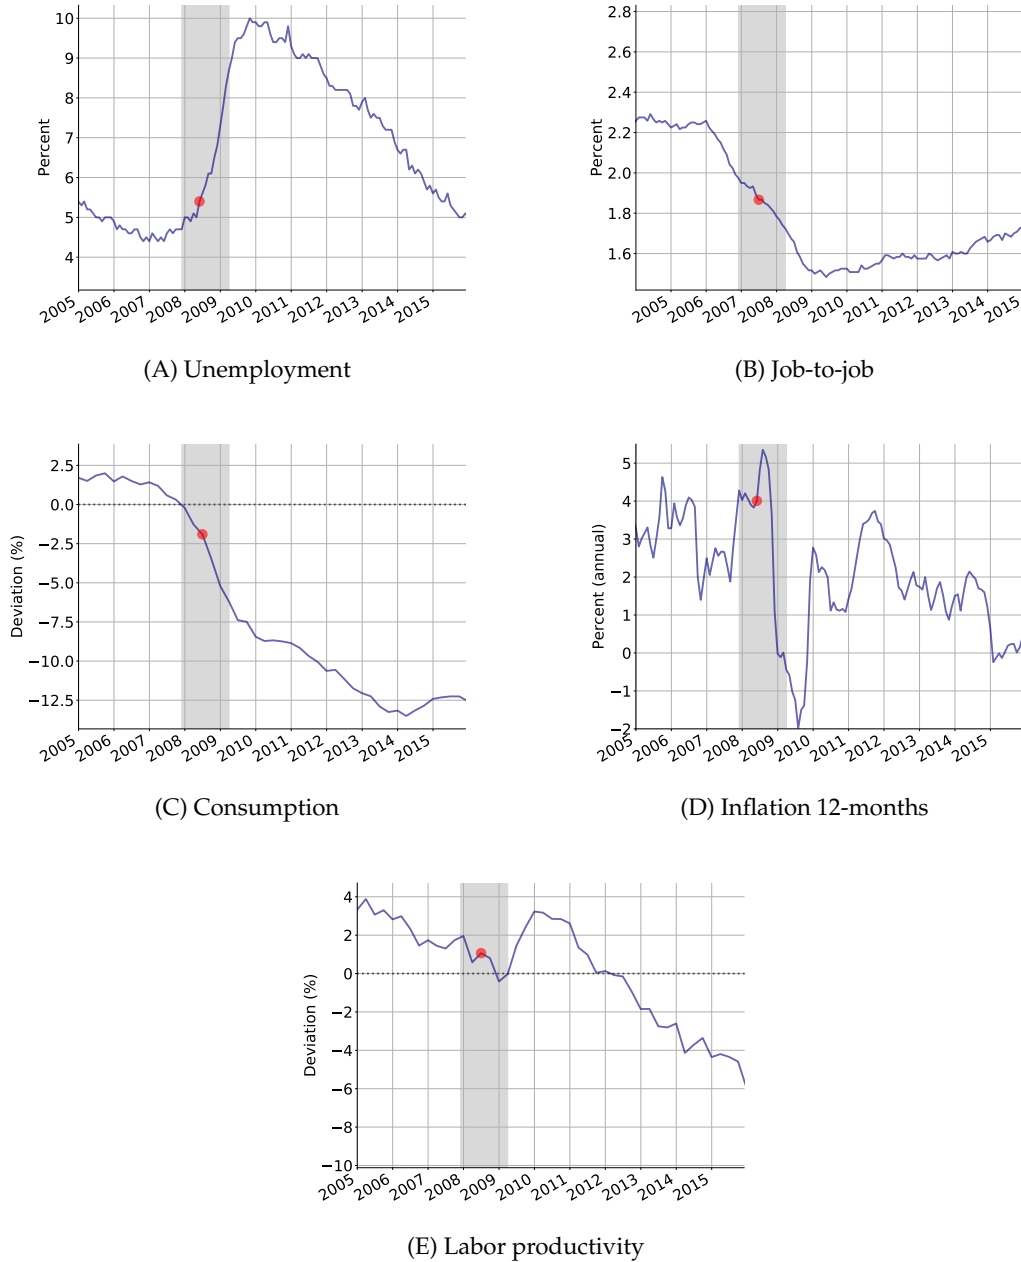 10
9
8
7
6
5
4
Percent
2005 2006 2007 2008 2009 2010 2011 2012 2013 2014 2015
(A) Unemployment
2.8
2.6
2.4
2.2
2.0
1.8
1.6
Percent
2005 2006 2007 2008 2009 2010 2011 2012 2013 2014 2015
(B) Job-to-job
2.5
0.0
−2.5
−5.0
−7.5
−10.0
−12.5
Deviation (%)
2005 2006 2007 2008 2009 2010 2011 2012 2013 2014 2015
(C) Consumption
5
4
3
2
1
0
−1
−2
Percent (annual)
2005 2006 2007 2008 2009 2010 2011 2012 2013 2014 2015
(D) Inflation 12-months
4
2
0
−2
−4
−6
−8
−10
Deviation (%)
2005 2006 2007 2008 2009 2010 2011 2012 2013 2014 2015
(E) Labor productivity